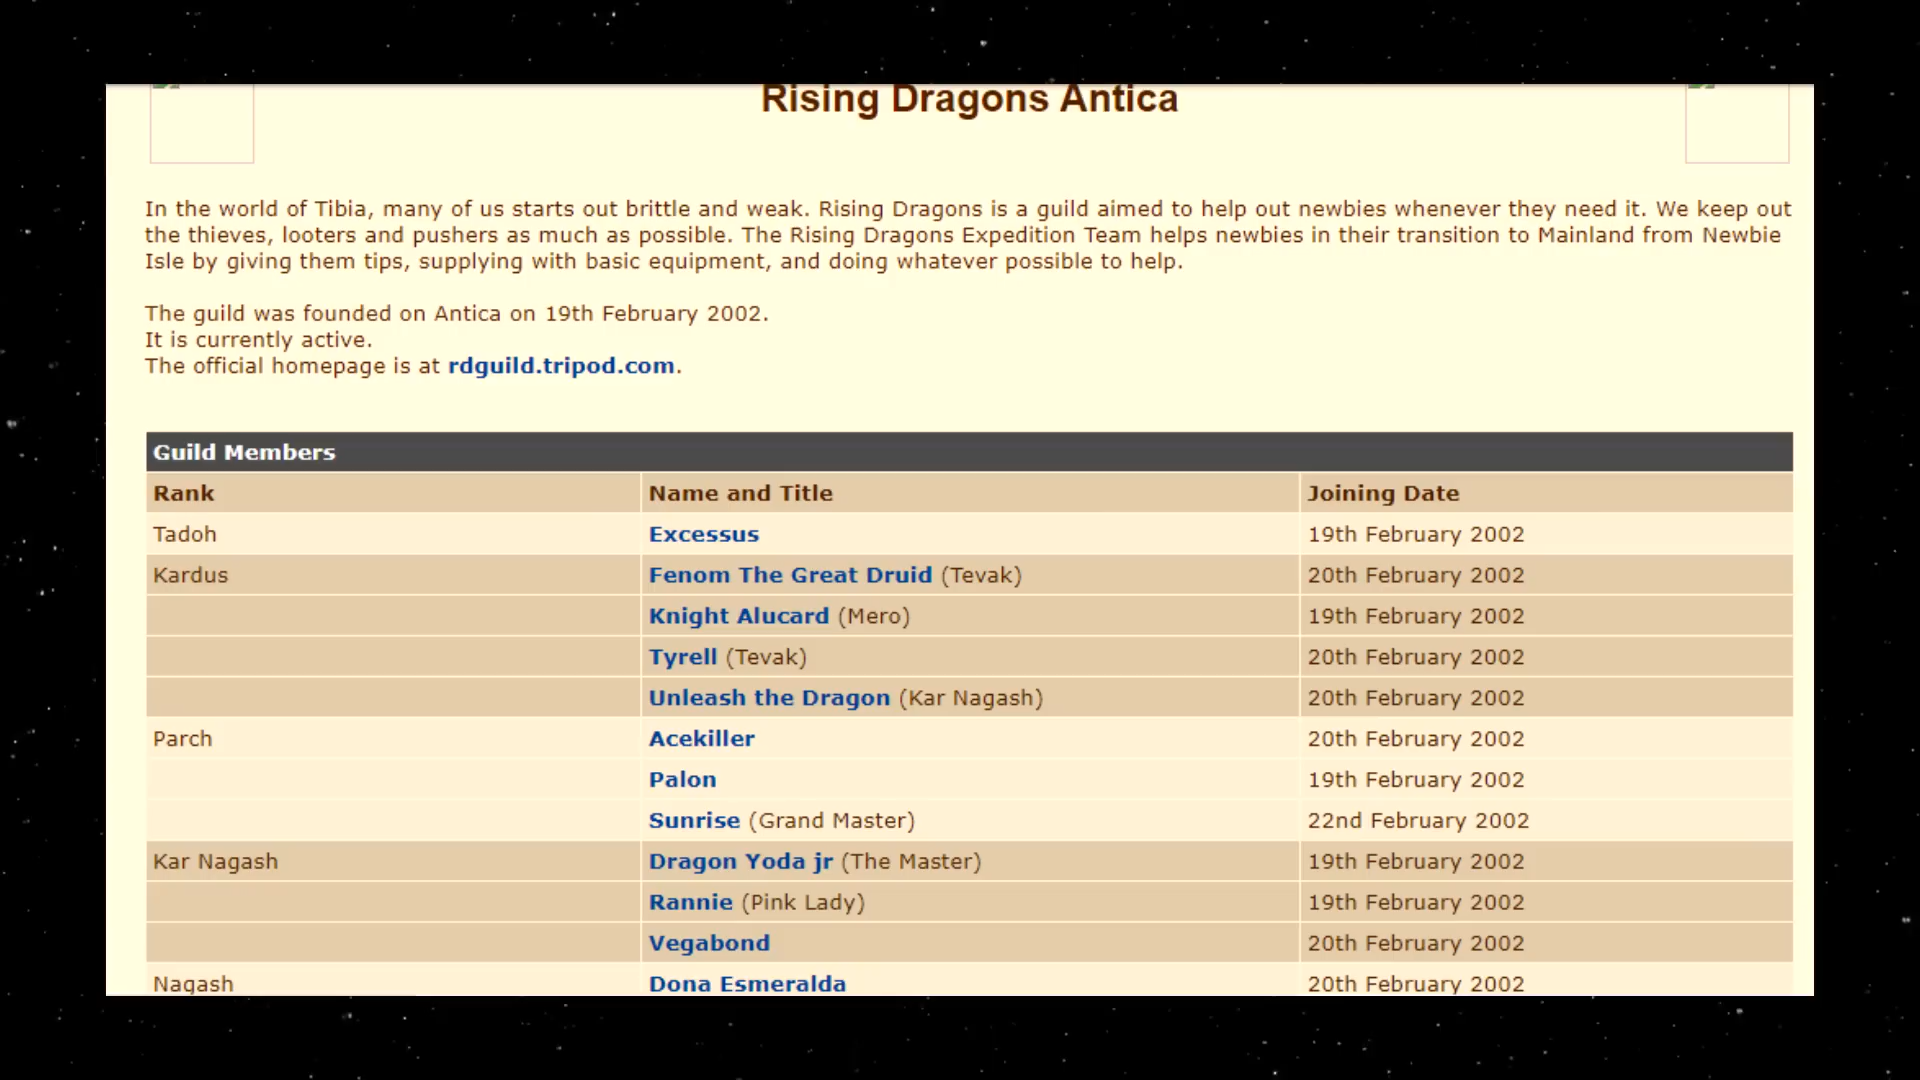 Rising Dragons Antica
In the world of Tibia, many of us starts out brittle and weak. Rising Dragons is a guild aimed to help out newbies whenever they need it. We keep out
the thieves, looters and pushers as much as possible. The Rising Dragons Expedition Team helps newbies in their transition to Mainland from Newbie
Isle by giving them tips, supplying with basic equipment, and doing whatever possible to help.
The guild was founded on Antica on 19th February 2002.
It is currently active.
The official homepage is at rdguild.tripod.com.
Guild Members
Rank Name and Title Joining Date
Tadoh Excessus 19th February 2002
Kardus Fenom The Great Druid (Tevak) 20th February 2002
Knight Alucard (Mero) 19th February 2002
Tyrell (Tevak) 20th February 2002
Unleash the Dragon (Kar Nagash) 20th February 2002
Parch Acekiller 20th February 2002
Palon 19th February 2002
Sunrise (Grand Master) 22nd February 2002
Kar Nagash Dragon Yoda jr (The Master) 19th February 2002
Rannie (Pink Lady) 19th February 2002
Vegabond 20th February 2002
Nagash Dona Esmeralda 20th February 2002